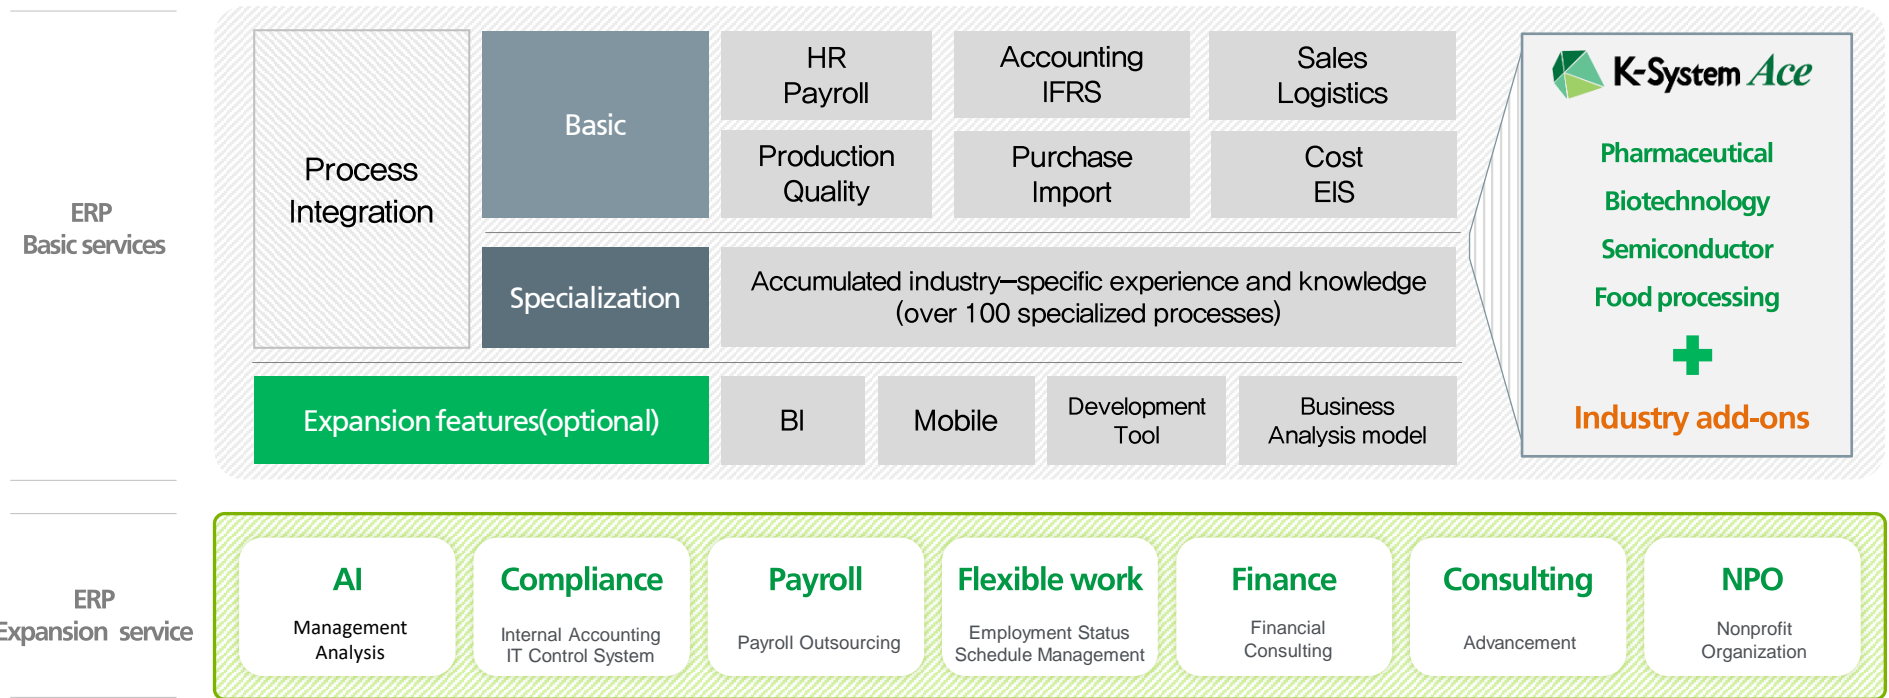 ERP
Basic services
Process
Integration
Basic
HR
Payroll
Accounting
IFRS
Sales
Logistics
Production
Quality
Purchase
Import
Cost
EIS
Specialization
Accumulated industry–specific experience and knowledge
(over 100 specialized processes)
Expansion features(optional)
BI
Mobile
Development
Tool
Business
Analysis model
K-System Ace
Pharmaceutical
Biotechnology
Semiconductor
Food processing
+
Industry add-ons
ERP
Expansion service
AI
Management
Analysis
Compliance
Internal Accounting
IT Control System
Payroll
Payroll Outsourcing
Flexible work
Employment Status
Schedule Management
Finance
Financial
Consulting
Consulting
Advancement
NPO
Nonprofit
Organization